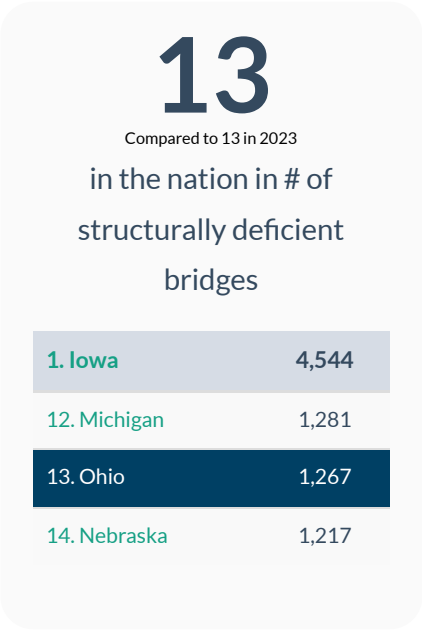 13
Compared to 13 in 2023
in the nation in # of
structurally deficient
bridges
1. Iowa 4,544
12. Michigan 1,281
13. Ohio 1,267
14. Nebraska 1,217